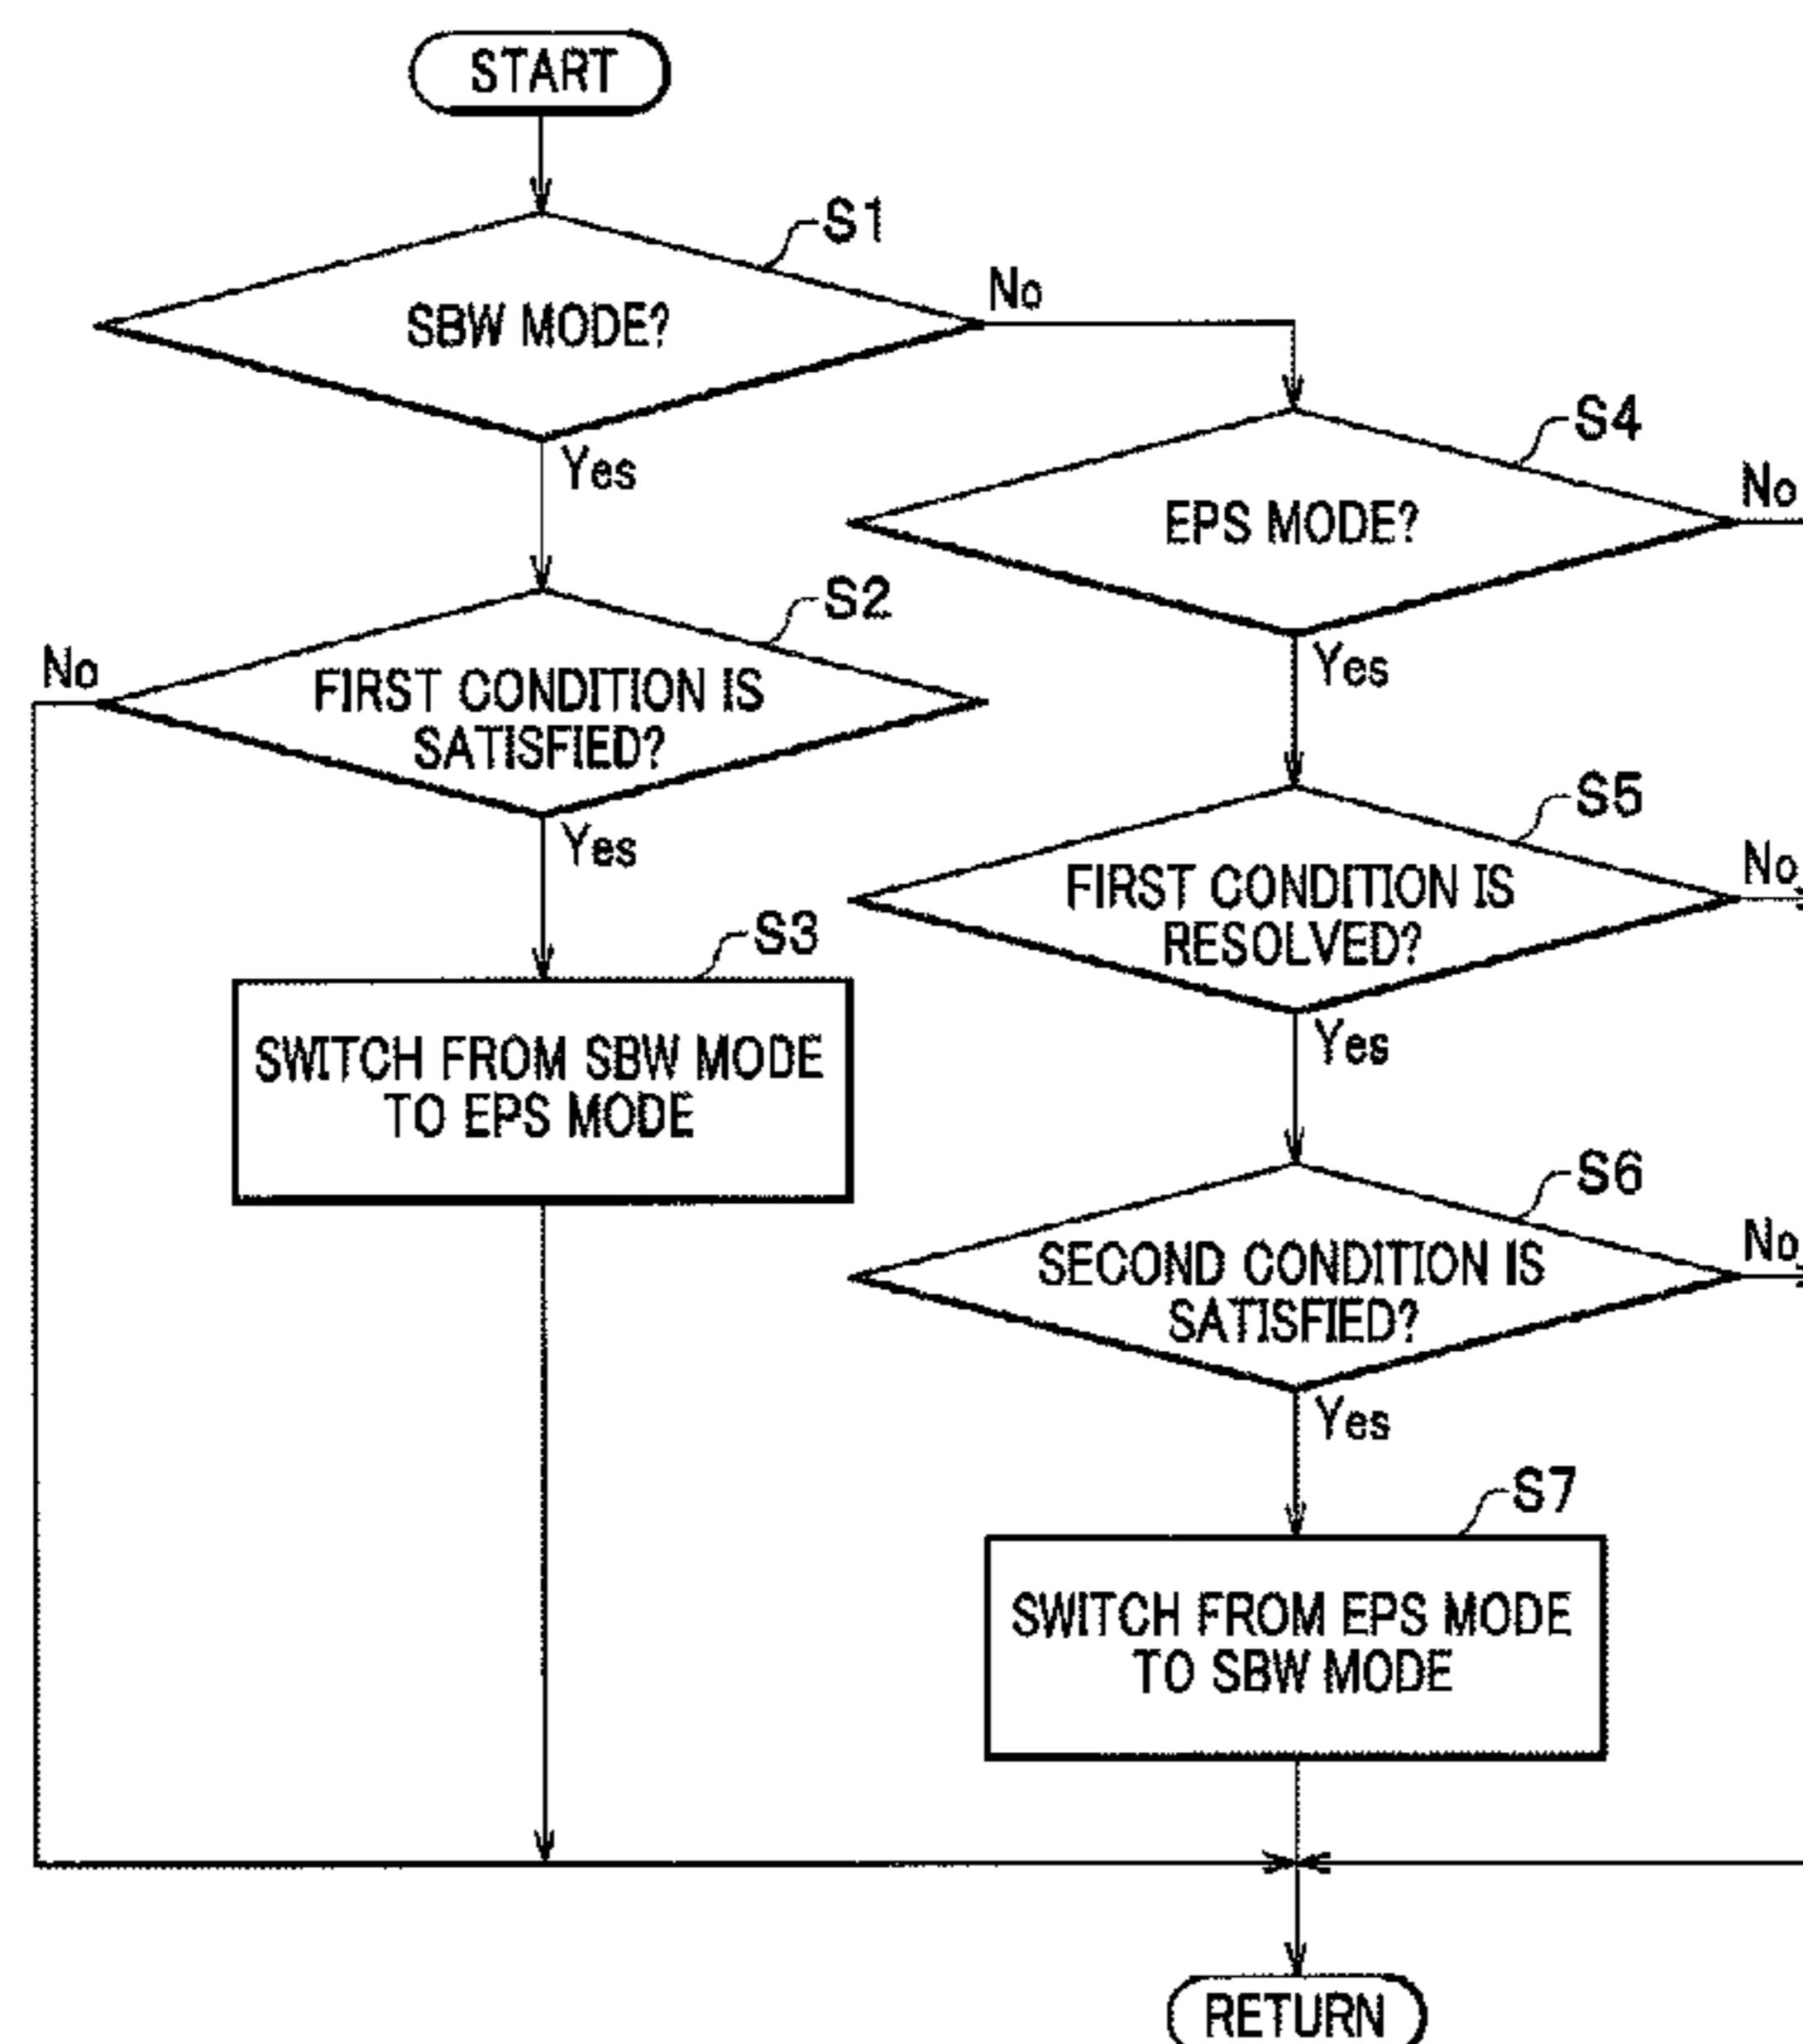 START
S1
SBW MODE?
No
Yes
S4
EPS MODE?
No
Yes
S2
FIRST CONDITION IS
SATISFIED?
No
Yes
S5
FIRST CONDITION IS
RESOLVED?
No
Yes
S3
SWITCH FROM SBW MODE
TO EPS MODE
S6
SECOND CONDITION IS
SATISFIED?
No
Yes
S7
SWITCH FROM EPS MODE
TO SBW MODE
RETURN